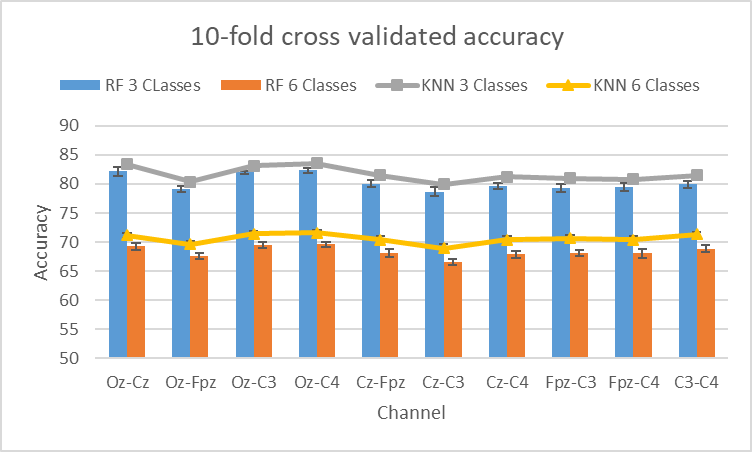 10-fold cross validated accuracy
RF 3 CLasses RF 6 Classes KNN 3 Classes KNN 6 Classes
90
85
80
75
70
65
60
55
50
Accuracy
Oz-Cz Oz-Fpz Oz-C3 Oz-C4 Cz-Fpz Cz-C3 Cz-C4 Fpz-C3 Fpz-C4 C3-C4
Channel